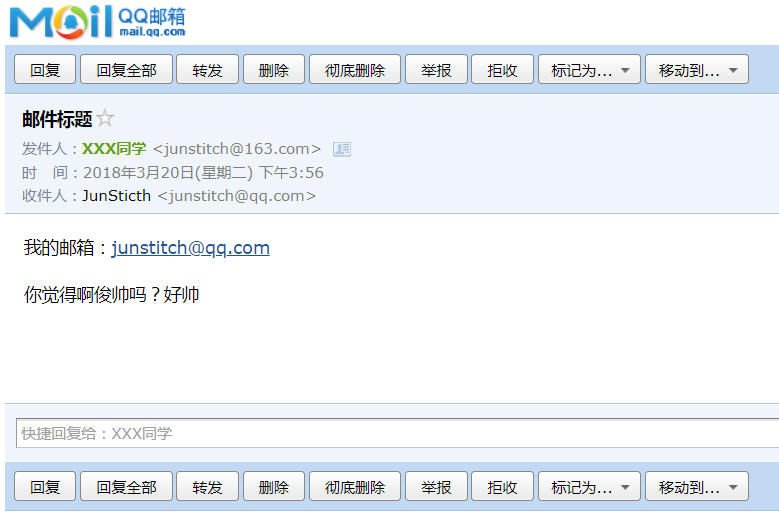 Mail QQ邮箱
mail.qq.com
回复 回复全部 转发 删除 彻底删除 举报 拒收 标记为... 移动到...
邮件标题
发件人：XXX同学 <junstitch@163.com>
时 间：2018年3月20日(星期二) 下午3:56
收件人：JunSticth <junstitch@qq.com>
我的邮箱：junstitch@qq.com
你觉得啊俊帅吗？好帅
快捷回复给：XXX同学
回复 回复全部 转发 删除 彻底删除 举报 拒收 标记为... 移动到...